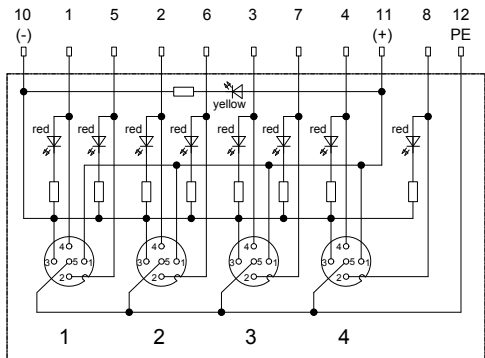 10 1 5 2 6 3 7 4 11 8 12
(-) (+) PE
yellow
red red red red red red red red
4 4 4 4
3 5 1 3 5 1 3 5 1 3 5 1
2 2 2 2
1 2 3 4